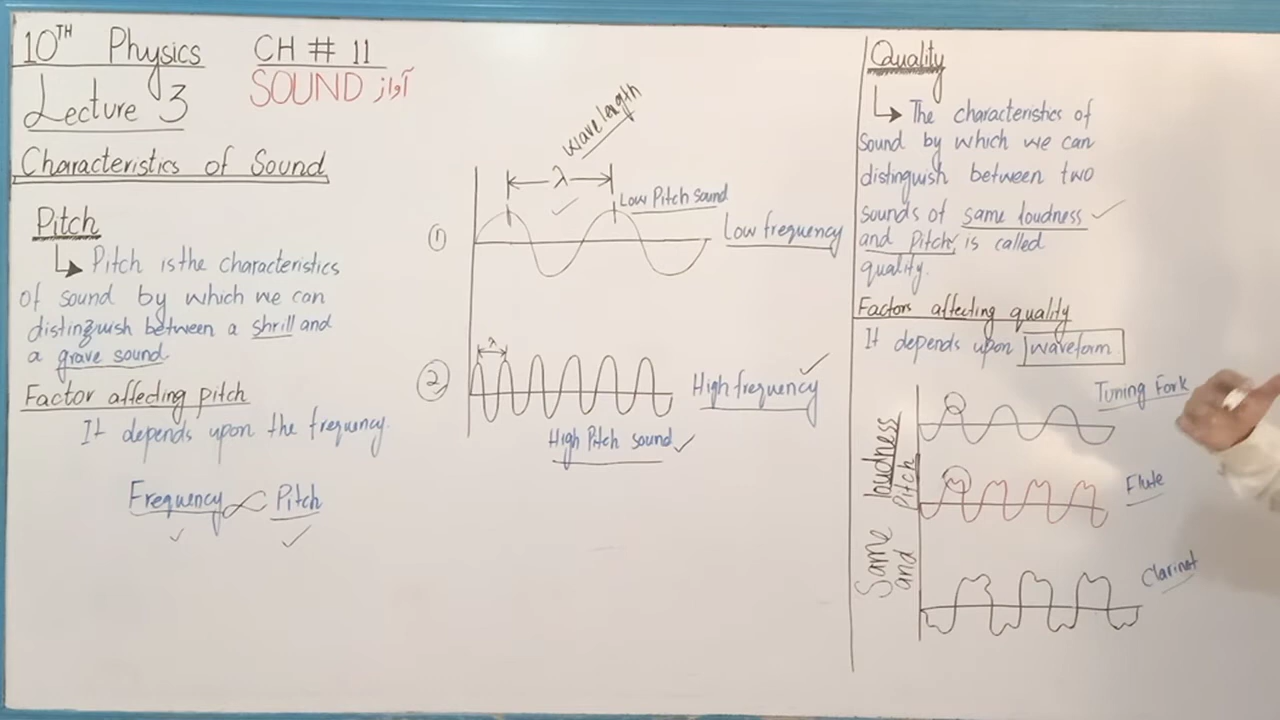 10TH Physics CH # 11
Lecture 3 SOUND آواز
Characteristics of Sound
Pitch
Pitch is the characteristics
of sound by which we can
distinguish between a shrill and
a grave sound
Factor affecting pitch
It depends upon the frequency.
Frequency ∝ Pitch
wavelength
λ
Low Pitch sound
① Low frequency
λ
② High frequency
High Pitch sound
Quality
The characteristics of
Sound by which we can
distinguish between two
sounds of same loudness
and Pitch is called
quality.
Factors affecting quality
It depends upon waveform.
Same loudness
and Pitch
Tuning Fork
Flute
Clarinet